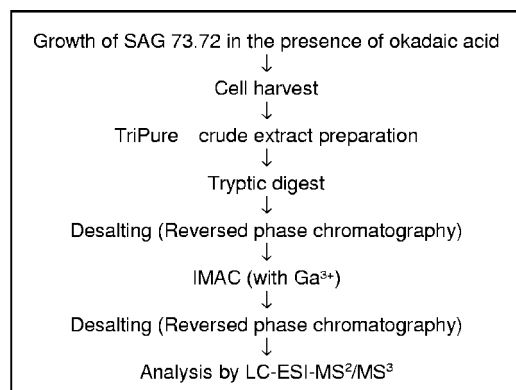 Growth of SAG 73.72 in the presence of okadaic acid
↓
Cell harvest
↓
TriPure crude extract preparation
↓
Tryptic digest
↓
Desalting (Reversed phase chromatography)
↓
IMAC (with Ga³⁺)
↓
Desalting (Reversed phase chromatography)
↓
Analysis by LC-ESI-MS²/MS³